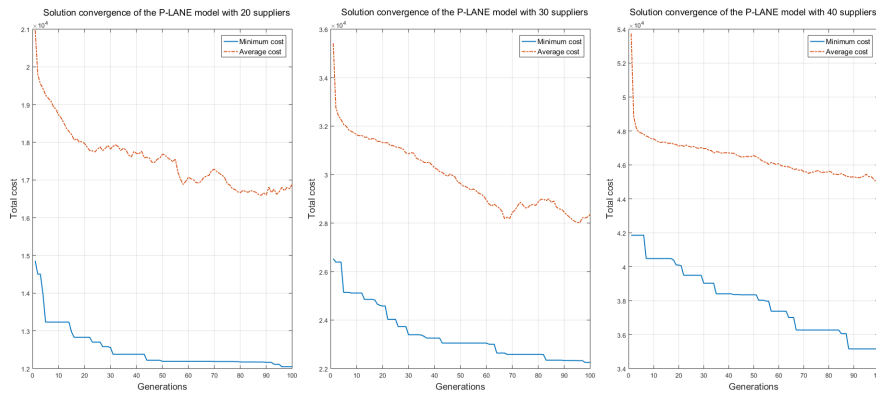 Solution convergence of the P-LANE model with 20 suppliers
×10⁴
2.1
2
1.9
1.8
1.7
1.6
1.5
1.4
1.3
1.2
Total cost
0 10 20 30 40 50 60 70 80 90 100
Generations
Minimum cost
Average cost
Solution convergence of the P-LANE model with 30 suppliers
×10⁴
3.6
3.4
3.2
3
2.8
2.6
2.4
2.2
Total cost
0 10 20 30 40 50 60 70 80 90 100
Generations
Minimum cost
Average cost
Solution convergence of the P-LANE model with 40 suppliers
×10⁴
5.4
5.2
5
4.8
4.6
4.4
4.2
4
3.8
3.6
3.4
Total cost
0 10 20 30 40 50 60 70 80 90 100
Generations
Minimum cost
Average cost